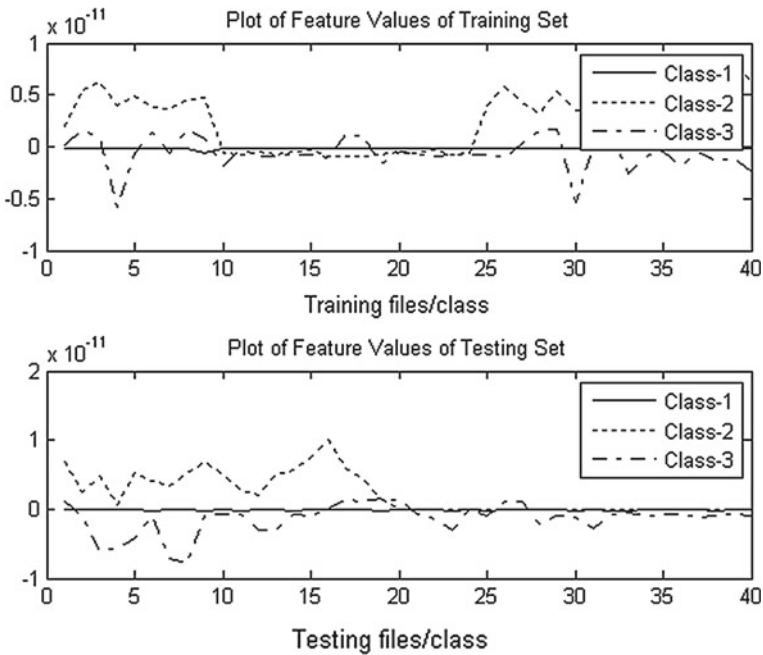 Plot of Feature Values of Training Set
x 10^-11
1
0.5
0
-0.5
-1
Class-1
Class-2
Class-3
0 5 10 15 20 25 30 35 40
Training files/class
Plot of Feature Values of Testing Set
x 10^-11
2
1
0
-1
Class-1
Class-2
Class-3
0 5 10 15 20 25 30 35 40
Testing files/class